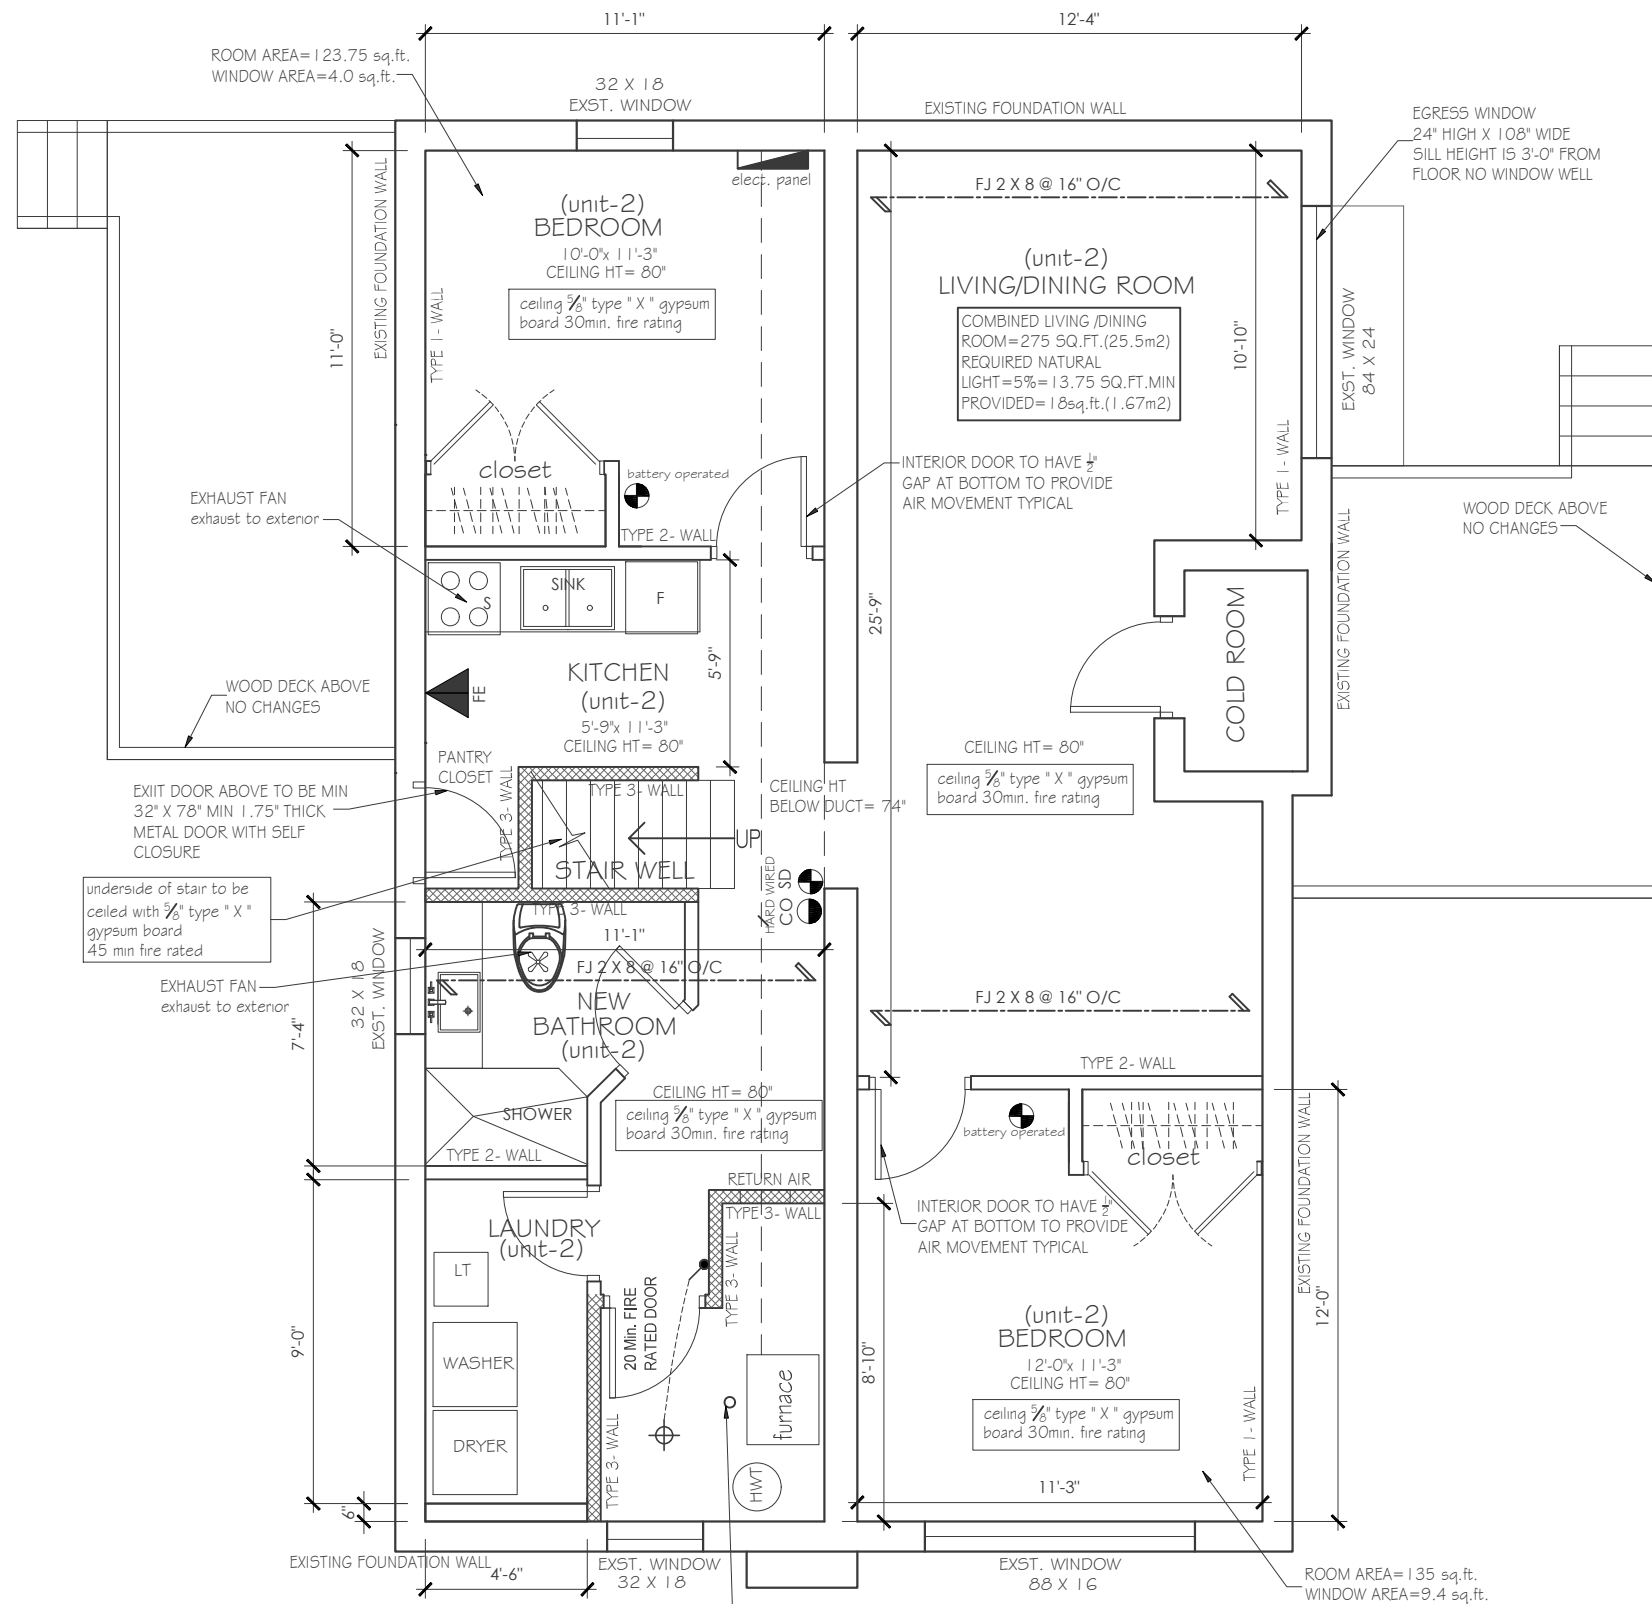 11'-1"
12'-4"
ROOM AREA=123.75 sq.ft.
WINDOW AREA=4.0 sq.ft.
32 X 18
EXST. WINDOW
EXISTING FOUNDATION WALL
EGRESS WINDOW
24" HIGH X 108" WIDE
SILL HEIGHT IS 3'-0" FROM
FLOOR NO WINDOW WELL
EXISTING FOUNDATION WALL
elect. panel
FJ 2 X 8 @ 16" O/C
(unit-2)
BEDROOM
10'-0"x 11'-3"
CEILING HT= 80"
ceiling 5/8" type " X " gypsum
board 30min. fire rating
(unit-2)
LIVING/DINING ROOM
COMBINED LIVING /DINING
ROOM=275 SQ.FT.(25.5m2)
REQUIRED NATURAL
LIGHT=5%=13.75 SQ.FT.MIN
PROVIDED=18sq.ft.(1.67m2)
11'-0"
TYPE 1- WALL
10'-10"
EXST. WINDOW
84 X 24
TYPE 1- WALL
closet
battery operated
TYPE 2- WALL
INTERIOR DOOR TO HAVE 1/2"
GAP AT BOTTOM TO PROVIDE
AIR MOVEMENT TYPICAL
EXHAUST FAN
exhaust to exterior
WOOD DECK ABOVE
NO CHANGES
EXISTING FOUNDATION WALL
S
SINK
F
25'-9"
COLD ROOM
KITCHEN
(unit-2)
5'-9"x 11'-3"
CEILING HT= 80"
5'-9"
FE
WOOD DECK ABOVE
NO CHANGES
PANTRY
CLOSET
CEILING HT= 80"
ceiling 5/8" type " X " gypsum
board 30min. fire rating
EXIIT DOOR ABOVE TO BE MIN
32" X 78" MIN 1.75" THICK
METAL DOOR WITH SELF
CLOSURE
TYPE 3- WALL
TYPE 3- WALL
CEILING HT
BELOW DUCT= 74"
UP
STAIR WELL
underside of stair to be
ceiled with 5/8" type " X "
gypsum board
45 min fire rated
HARD WIRED
CO SD
TYPE 3- WALL
11'-1"
FJ 2 X 8 @ 16" O/C
EXHAUST FAN
exhaust to exterior
32 X 18
EXST. WINDOW
7'-4"
NEW
BATHROOM
(unit-2)
FJ 2 X 8 @ 16" O/C
TYPE 2- WALL
CEILING HT= 80"
ceiling 5/8" type " X " gypsum
board 30min. fire rating
SHOWER
TYPE 2- WALL
battery operated
closet
EXISTING FOUNDATION WALL
RETURN AIR
TYPE 3- WALL
INTERIOR DOOR TO HAVE 1/2"
GAP AT BOTTOM TO PROVIDE
AIR MOVEMENT TYPICAL
LAUNDRY
(unit-2)
LT
TYPE 3- WALL
20 Min. FIRE
RATED DOOR
9'-0"
WASHER
DRYER
furnace
HWT
TYPE 3- WALL
8'-10"
12'-0"
(unit-2)
BEDROOM
12'-0"x 11'-3"
CEILING HT= 80"
ceiling 5/8" type " X " gypsum
board 30min. fire rating
TYPE 1- WALL
11'-3"
6"
EXISTING FOUNDATION WALL
4'-6"
EXST. WINDOW
32 X 18
EXST. WINDOW
88 X 16
ROOM AREA=135 sq.ft.
WINDOW AREA=9.4 sq.ft.